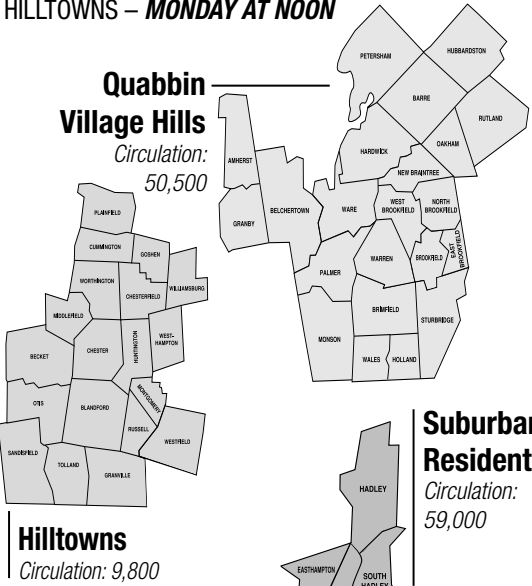 HILLTOWNS – MONDAY AT NOON
Quabbin
Village Hills
Circulation:
50,500
PETERSHAM
HUBBARDSTON
BARRE
RUTLAND
OAKHAM
HARDWICK
NEW BRAINTREE
AMHERST
GRANBY
BELCHERTOWN
WARE
WEST
BROOKFIELD
NORTH
BROOKFIELD
EAST
BROOKFIELD
BROOKFIELD
WARREN
PALMER
BRIMFIELD
STURBRIDGE
MONSON
WALES
HOLLAND
PLAINFIELD
CUMMINGTON
GOSHEN
WORTHINGTON
CHESTERFIELD
WILLIAMSBURG
MIDDLEFIELD
HUNTINGTON
WEST-
HAMPTON
BECKET
CHESTER
MONTGOMERY
OTIS
BLANDFORD
RUSSELL
WESTFIELD
SANDISFIELD
TOLLAND
GRANVILLE
Hilltowns
Circulation: 9,800
Suburban
Resident
Circulation:
59,000
HADLEY
EASTHAMPTON
SOUTH
HADLEY